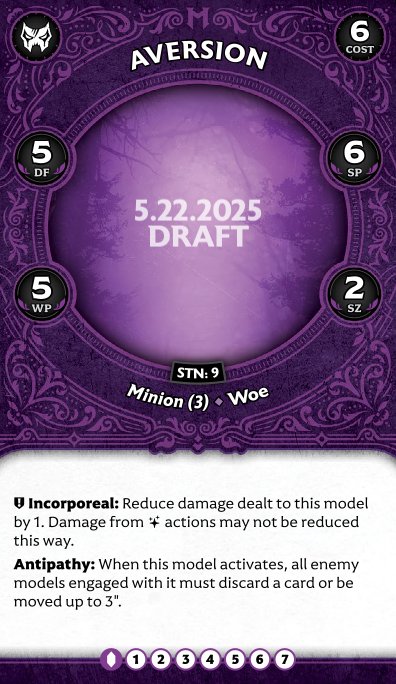 AVERSION
6
COST
5
DF
6
SP
5.22.2025
DRAFT
5
WP
2
SZ
STN: 9
Minion (3) ⬥ Woe
Incorporeal: Reduce damage dealt to this model
by 1. Damage from actions may not be reduced
this way.
Antipathy: When this model activates, all enemy
models engaged with it must discard a card or be
moved up to 3".
1 2 3 4 5 6 7